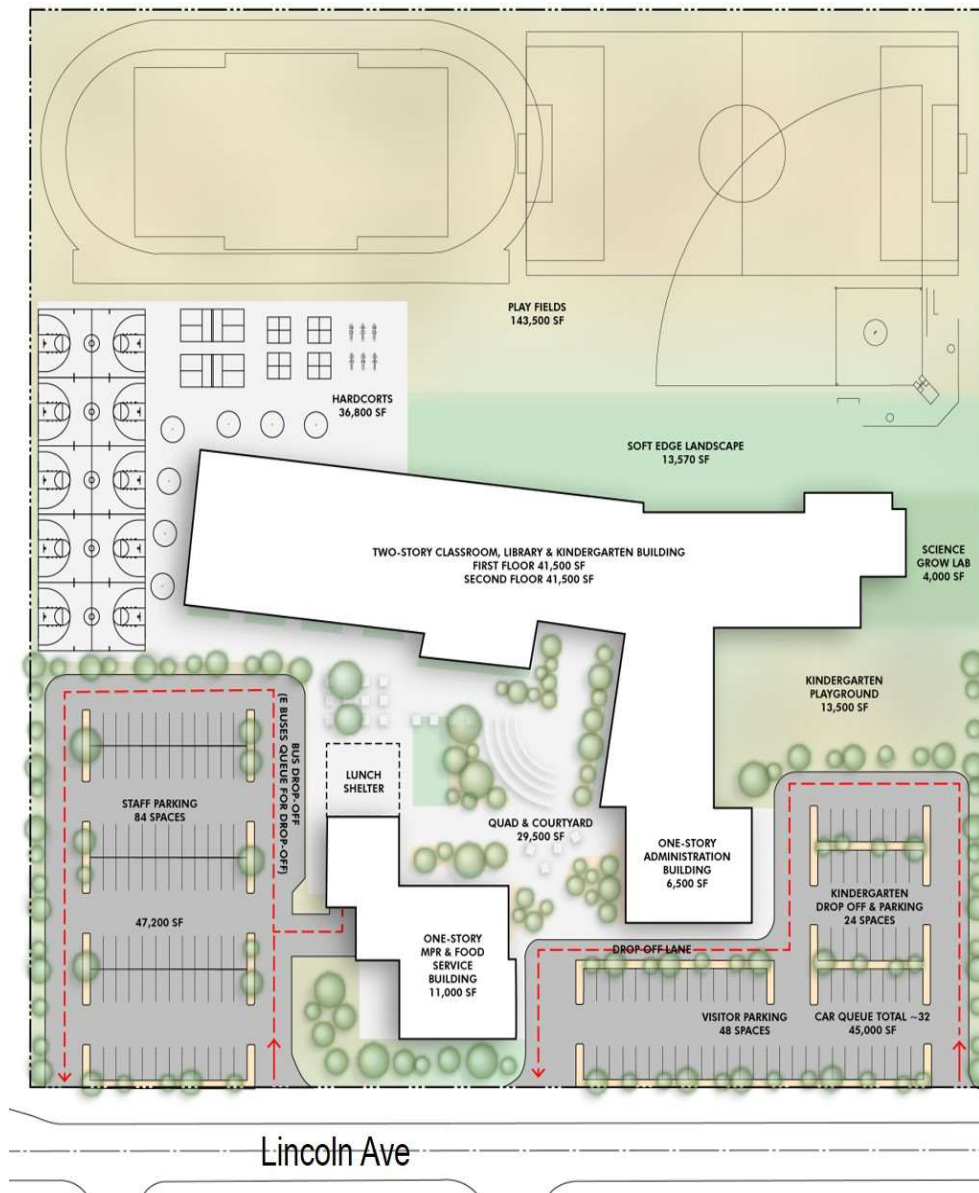 PLAY FIELDS
143,500 SF
HARDCORTS
36,800 SF
SOFT EDGE LANDSCAPE
13,570 SF
TWO-STORY CLASSROOM, LIBRARY & KINDERGARTEN BUILDING
FIRST FLOOR 41,500 SF
SECOND FLOOR 41,500 SF
SCIENCE
GROW LAB
4,000 SF
KINDERGARTEN
PLAYGROUND
13,500 SF
BUS DROP-OFF
(E BUSES QUEUE FOR DROP-OFF)
LUNCH
SHELTER
STAFF PARKING
84 SPACES
QUAD & COURTYARD
29,500 SF
ONE-STORY
ADMINISTRATION
BUILDING
6,500 SF
KINDERGARTEN
DROP OFF & PARKING
24 SPACES
47,200 SF
ONE-STORY
MPR & FOOD
SERVICE
BUILDING
11,000 SF
DROP OFF LANE
VISITOR PARKING
48 SPACES
CAR QUEUE TOTAL ~32
45,000 SF
Lincoln Ave